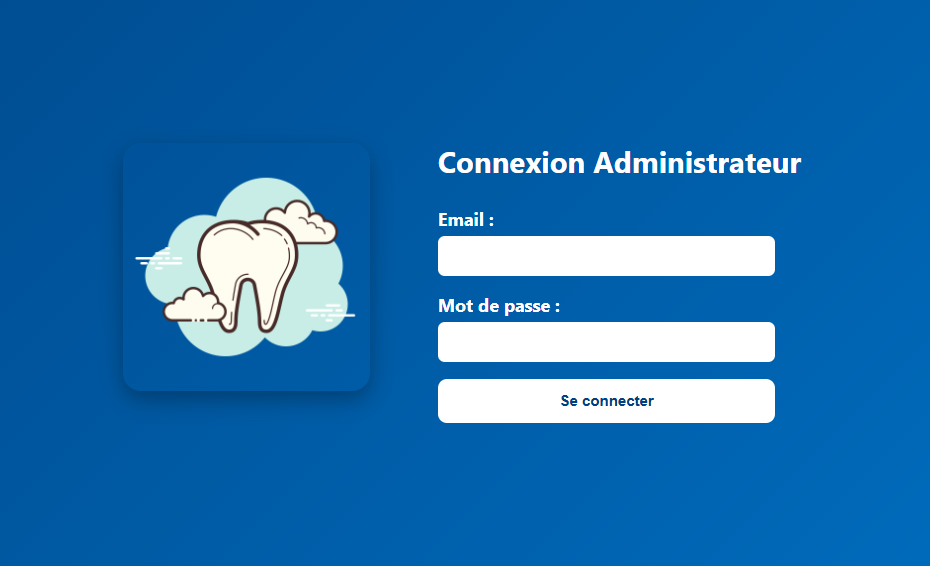 Connexion Administrateur
Email :
Mot de passe :
Se connecter